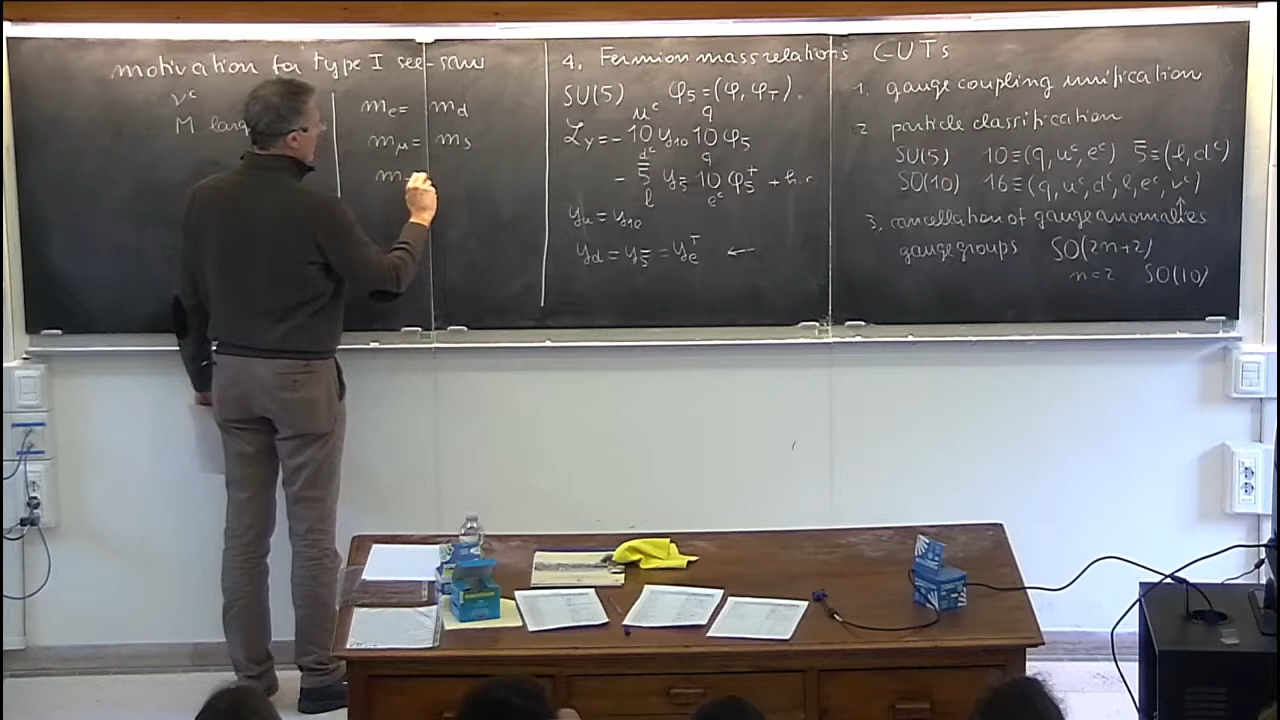 motivation for type I see-saw
ν^c
M
m_e = m_d
m_μ = m_s
m
4. Fermion mass relations
SU(5) φ_5 = (φ, φ_T).
u^c q
ℒ_Y = - 10 y_10 10 φ_5
d^c q
- 5̄ y_5̄ 10 φ_5^+ + h.c
l e^c
y_u = y_10
y_d = y_5̄ = y_e^T ←
GUTs
1. gauge coupling unification
2 particle classification
SU(5) 10≡(q, u^c, e^c) 5̄≡(l, d^c)
SO(10) 16≡(q, u^c, d^c, l, e^c, ν^c)
3. cancellation of gauge anomalies
gauge groups SO(2n+2)
n=2 SO(10)